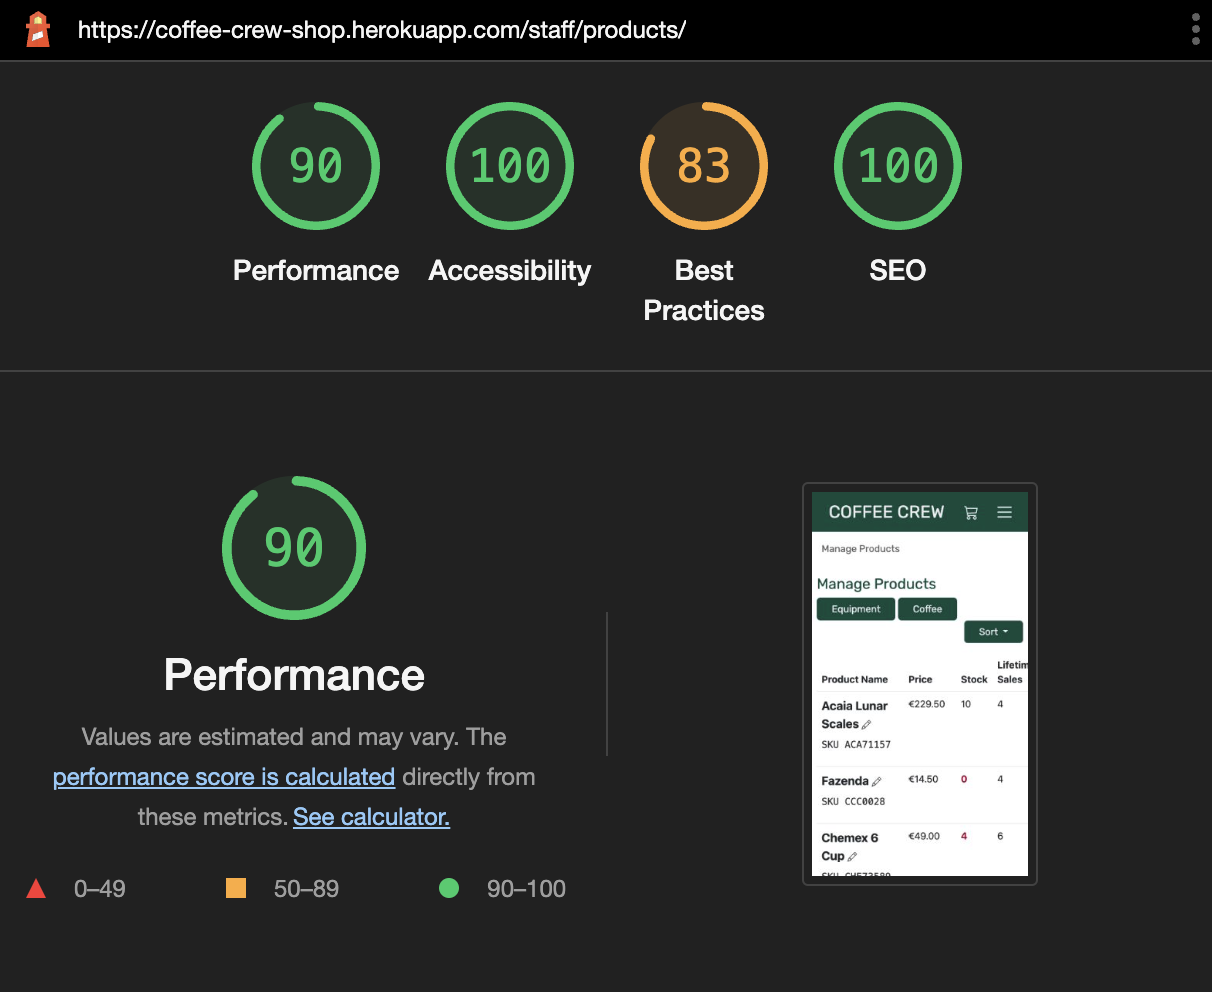 https://coffee-crew-shop.herokuapp.com/staff/products/
90
100
83
100
Performance
Accessibility
Best
Practices
SEO
90
Performance
Values are estimated and may vary. The
performance score is calculated directly from
these metrics. See calculator.
0–49
50–89
90–100
COFFEE CREW
Manage Products
Manage Products
Equipment
Coffee
Sort
Product Name
Price
Stock
Lifetim
Sales
Acaia Lunar
Scales
€229.50
10
4
SKU ACA71157
Fazenda
€14.50
0
4
SKU CCC0028
Chemex 6
Cup
€49.00
4
6